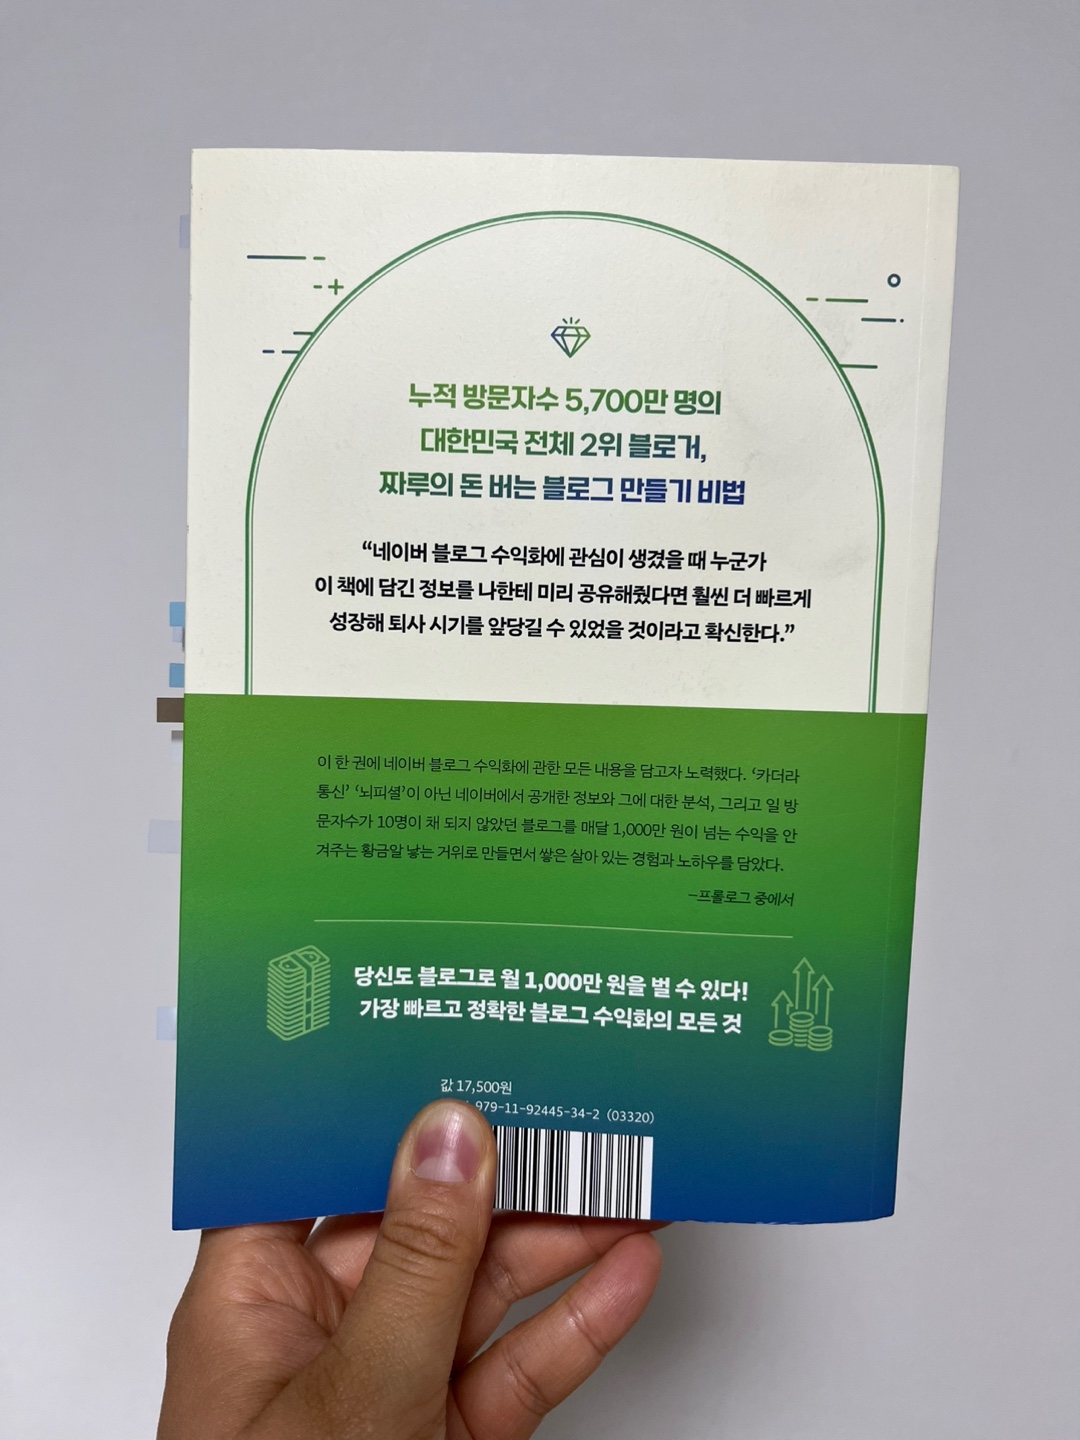 누적 방문자수 5,700만 명의
대한민국 전체 2위 블로거,
짜루의 돈 버는 블로그 만들기 비법
“네이버 블로그 수익화에 관심이 생겼을 때 누군가
이 책에 담긴 정보를 나한테 미리 공유해줬다면 훨씬 더 빠르게
성장해 퇴사 시기를 앞당길 수 있었을 것이라고 확신한다.”
이 한 권에 네이버 블로그 수익화에 관한 모든 내용을 담고자 노력했다. ‘카더라
통신’ ‘뇌피셜’이 아닌 네이버에서 공개한 정보와 그에 대한 분석, 그리고 일 방
문자수가 10명이 채 되지 않았던 블로그를 매달 1,000만 원이 넘는 수익을 안
겨주는 황금알 낳는 거위로 만들면서 쌓은 살아 있는 경험과 노하우를 담았다.
–프롤로그 중에서
당신도 블로그로 월 1,000만 원을 벌 수 있다!
가장 빠르고 정확한 블로그 수익화의 모든 것
값 17,500원
979-11-92445-34-2 (03320)